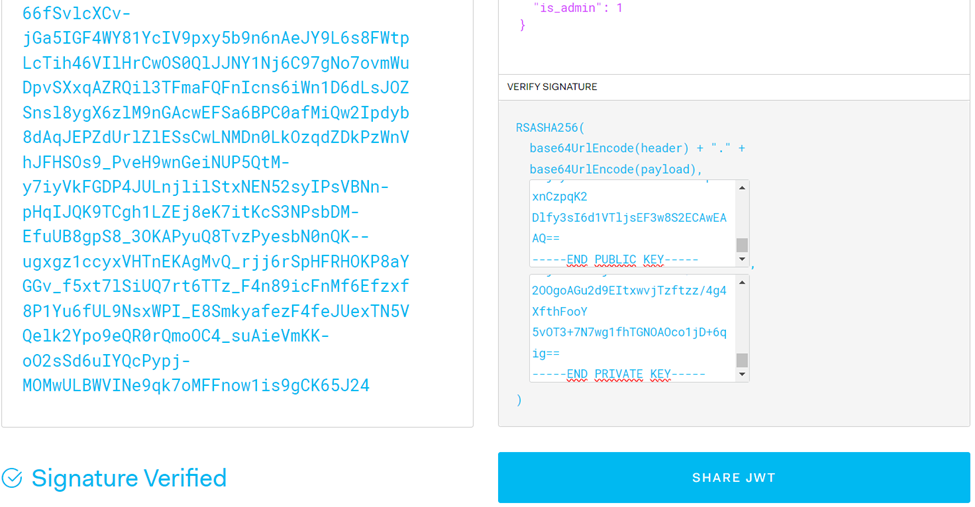 66fSvlcXCv-
jGa5IGF4WY81YcIV9pxy5b9n6nAeJY9L6s8FWtp
LcTih46VIlHrCwOS0QlJJNY1Nj6C97gNo7ovmWu
DpvSXxqAZRQil3TFmaFQFnIcns6iWn1D6dLsJOZ
Snsl8ygX6zlM9nGAcwEFSa6BPC0afMiQw2Ipdyb
8dAqJEPZdUrlZlESsCwLNMDn0LkOzqdZDkPzWnV
hJFHSOs9_PveH9wnGeiNUP5QtM-
y7iyVkFGDP4JULnjlilStxNEN52syIPsVBNn-
pHqIJQK9TCgh1LZEj8eK7itKcS3NPsbDM-
EfuUB8gpS8_3OKAPyuQ8TvzPyesbN0nQK--
ugxgz1ccyxVHTnEKAgMvQ_rjj6rSpHFRHOKP8aY
GGv_f5xt7lSiUQ7rt6TTz_F4n89icFnMf6Efzxf
8P1Yu6fUL9NsxWPI_E8SmkyafezF4feJUexTN5V
Qelk2Ypo9eQR0rQmoOC4_suAieVmKK-
oO2sSd6uIYQcPypj-
MOMwULBWVINe9qk7oMFFnow1is9gCK65J24
Signature Verified
"is_admin": 1
}
VERIFY SIGNATURE
RSASHA256(
base64UrlEncode(header) + "." +
base64UrlEncode(payload),
xnCzpqK2
Dlfy3sI6d1VTljsEF3w8S2ECAwEA
AQ==
-----END PUBLIC KEY-----
,
2OOgoAGu2d9EItxwvjTzftzz/4g4
XfthFooY
5vOT3+7N7wg1fhTGNOAOco1jD+6q
ig==
-----END PRIVATE KEY-----
)
SHARE JWT